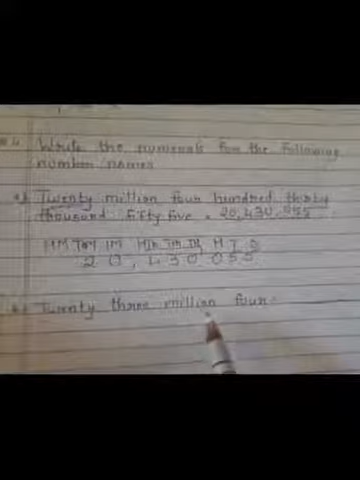 Write the numerals for the following
number names
a) Twenty million four hundred thirty
thousand fifty five = 20,430,055
HM TM M HTh TTh Th H T O
2 0, 4 3 0 0 5 5
b) Twenty three million four